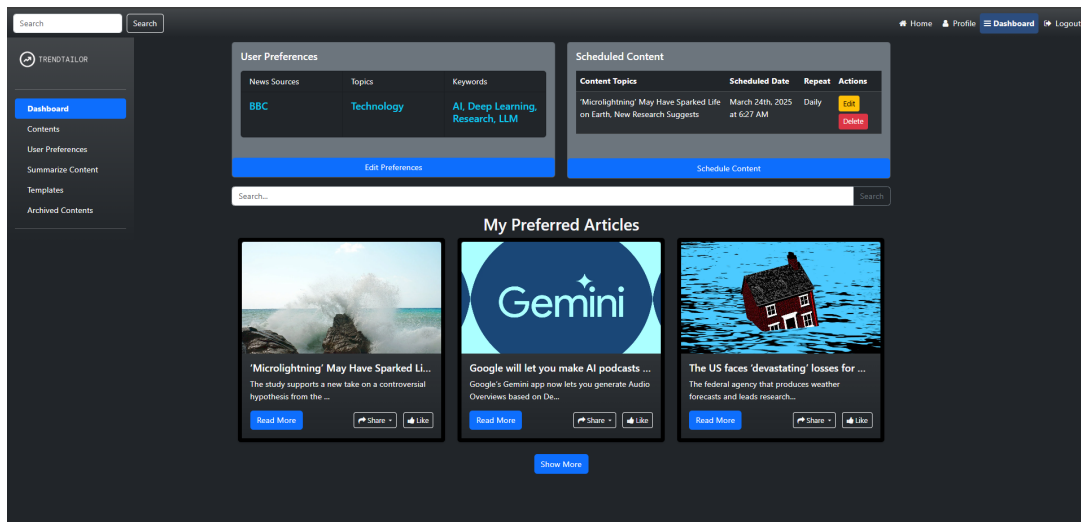 Search
Search
Home
Profile
Dashboard
Logout
TRENDTAILOR
Dashboard
Contents
User Preferences
Summarize Content
Templates
Archived Contents
User Preferences
News Sources Topics Keywords
BBC Technology AI, Deep Learning,
Research, LLM
Edit Preferences
Scheduled Content
Content Topics Scheduled Date Repeat Actions
'Microlightning' May Have Sparked Life March 24th, 2025 Daily Edit
on Earth, New Research Suggests at 6:27 AM
Delete
Schedule Content
Search...
Search
My Preferred Articles
Gemini
'Microlightning' May Have Sparked Li...
The study supports a new take on a controversial
hypothesis from the ...
Read More Share Like
Google will let you make AI podcasts ...
Google's Gemini app now lets you generate Audio
Overviews based on De...
Read More Share Like
The US faces 'devastating' losses for ...
The federal agency that produces weather
forecasts and leads research...
Read More Share Like
Show More